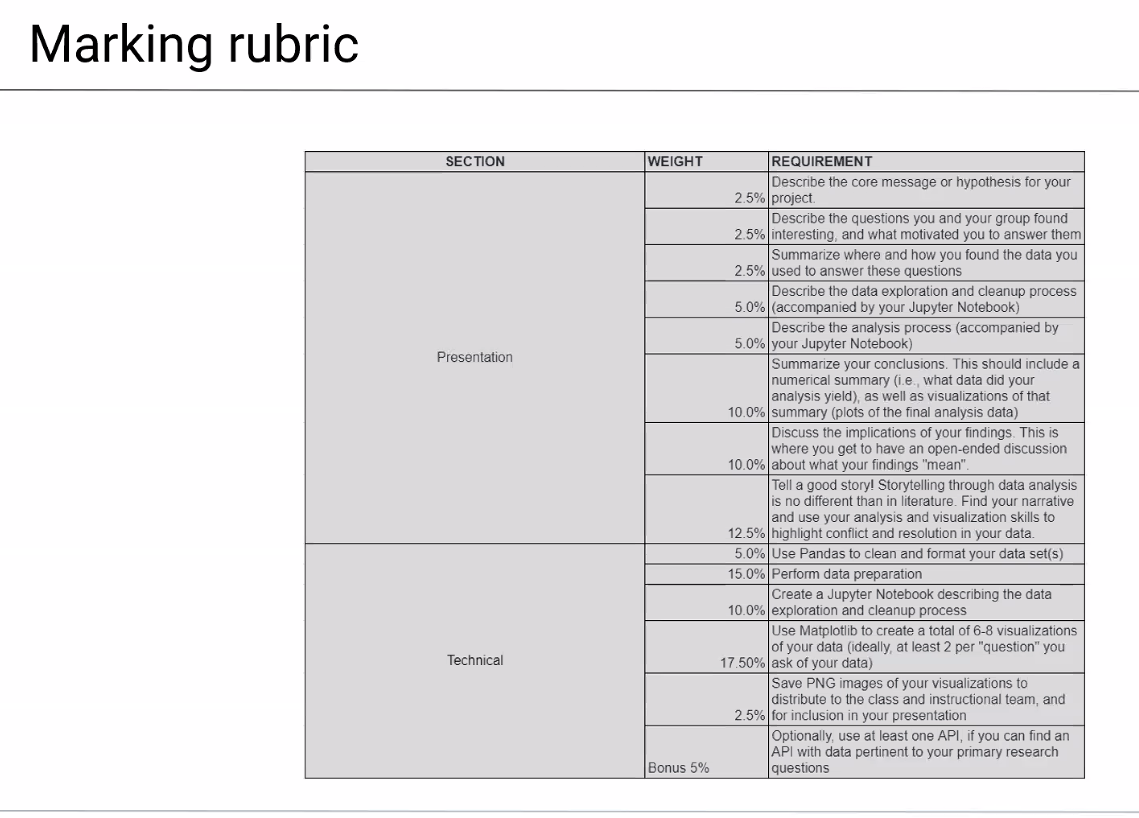 Marking rubric
SECTION WEIGHT REQUIREMENT
Presentation
2.5% Describe the core message or hypothesis for your
project.
2.5% Describe the questions you and your group found
interesting, and what motivated you to answer them
2.5% Summarize where and how you found the data you
used to answer these questions
5.0% Describe the data exploration and cleanup process
(accompanied by your Jupyter Notebook)
5.0% Describe the analysis process (accompanied by
your Jupyter Notebook)
10.0% Summarize your conclusions. This should include a
numerical summary (i.e., what data did your
analysis yield), as well as visualizations of that
summary (plots of the final analysis data)
10.0% Discuss the implications of your findings. This is
where you get to have an open-ended discussion
about what your findings "mean".
12.5% Tell a good story! Storytelling through data analysis
is no different than in literature. Find your narrative
and use your analysis and visualization skills to
highlight conflict and resolution in your data.
Technical
5.0% Use Pandas to clean and format your data set(s)
15.0% Perform data preparation
10.0% Create a Jupyter Notebook describing the data
exploration and cleanup process
17.50% Use Matplotlib to create a total of 6-8 visualizations
of your data (ideally, at least 2 per "question" you
ask of your data)
2.5% Save PNG images of your visualizations to
distribute to the class and instructional team, and
for inclusion in your presentation
Bonus 5% Optionally, use at least one API, if you can find an
API with data pertinent to your primary research
questions